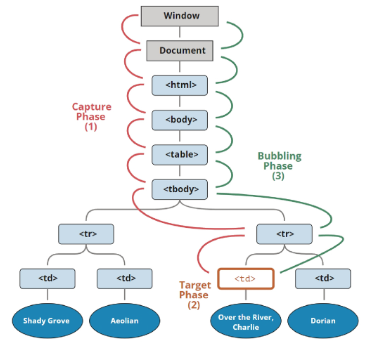 Window
Document
<html>
Capture
Phase
(1)
<body>
<table>
Bubbling
Phase
(3)
<tbody>
<tr>
<tr>
<td>
<td>
Target
Phase
(2)
<td>
<td>
Shady Grove
Aeolian
Over the River,
Charlie
Dorian